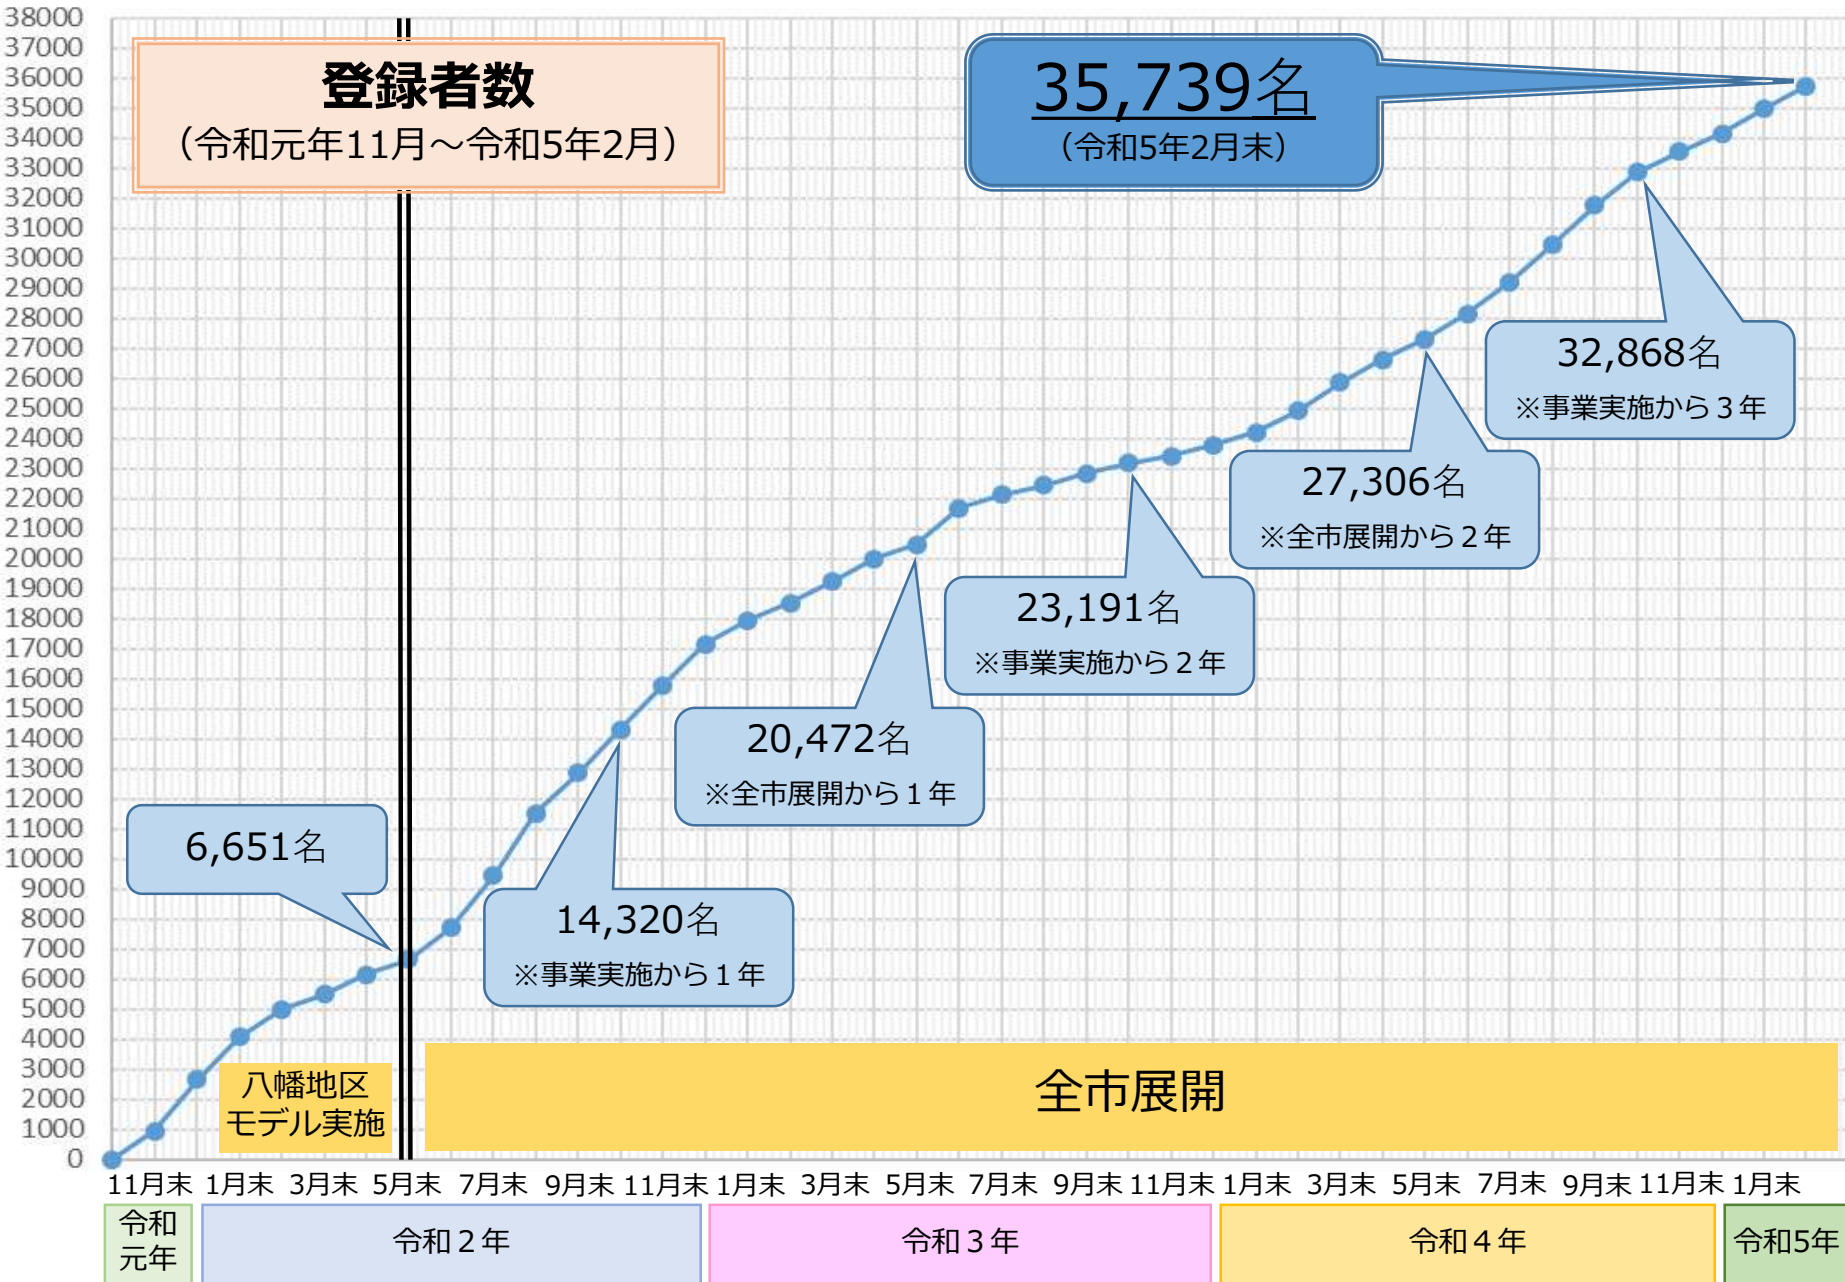 登録者数
（令和元年11月～令和5年2月）
35,739名
（令和5年2月末）
38000
37000
36000
35000
34000
33000
32000
31000
30000
29000
28000
27000
26000
25000
24000
23000
22000
21000
20000
19000
18000
17000
16000
15000
14000
13000
12000
11000
10000
9000
8000
7000
6000
5000
4000
3000
2000
1000
0
32,868名
※事業実施から３年
27,306名
※全市展開から２年
23,191名
※事業実施から２年
20,472名
※全市展開から１年
6,651名
14,320名
※事業実施から１年
八幡地区
モデル実施
全市展開
11月末 1月末 3月末 5月末 7月末 9月末 11月末 1月末 3月末 5月末 7月末 9月末 11月末 1月末 3月末 5月末 7月末 9月末 11月末 1月末
令和
元年
令和２年
令和３年
令和４年
令和5年